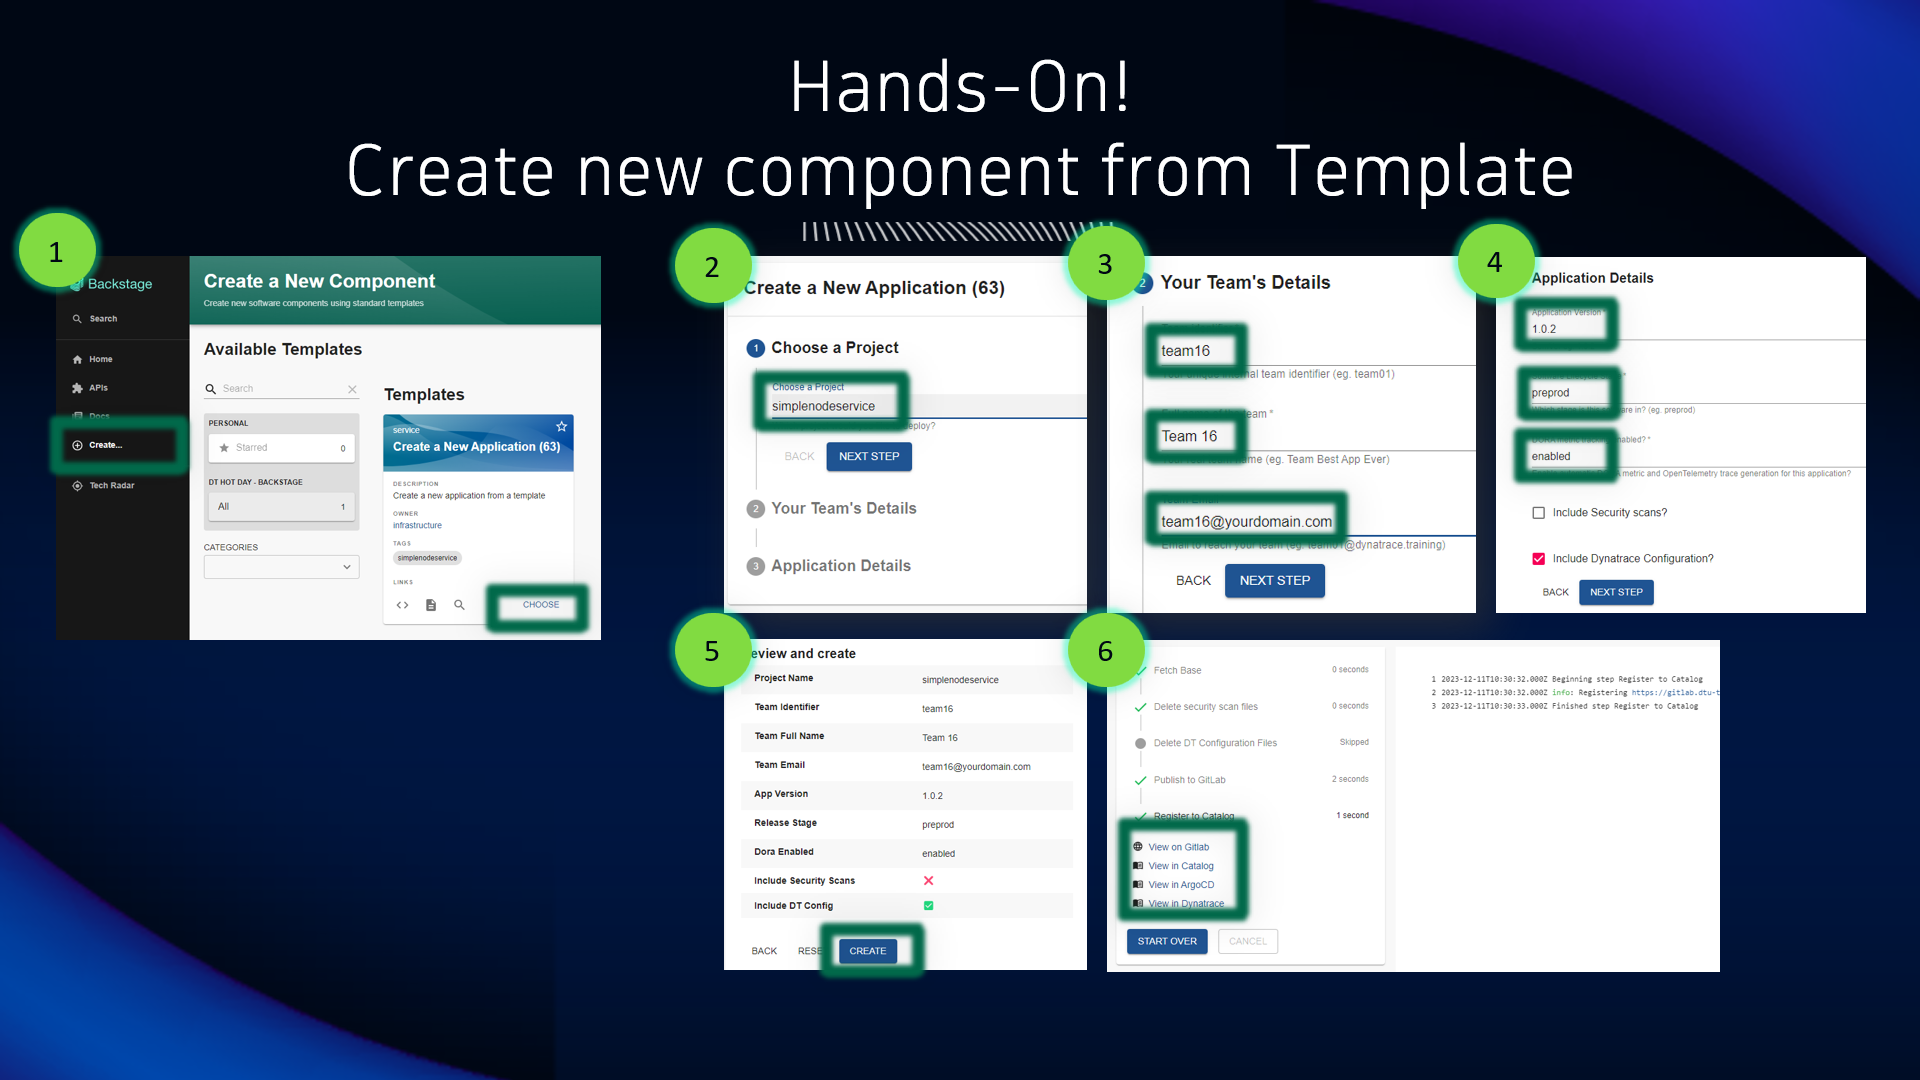 Hands-On!
Create new component from Template
1
Backstage
Search
Home
APIs
Docs
Create...
Tech Radar
Create a New Component
Create new software components using standard templates
Available Templates
Search
PERSONAL
Starred 0
DT HOT DAY - BACKSTAGE
All 1
CATEGORIES
Templates
service
Create a New Application (63)
DESCRIPTION
Create a new application from a template
OWNER
infrastructure
TAGS
simplenodeservice
LINKS
CHOOSE
2
Create a New Application (63)
1 Choose a Project
Choose a Project
simplenodeservice
eploy?
BACK NEXT STEP
2 Your Team's Details
3 Application Details
3
2 Your Team's Details
team16
al team identifier (eg. team01)
team *
Team 16
me (eg. Team Best App Ever)
team16@yourdomain.com
Email to reach your team (eg. team01@dynatrace.training)
BACK NEXT STEP
4
Application Details
Application Version *
1.0.2
preprod
are in? (eg. preprod)
nabled? *
enabled
metric and OpenTelemetry trace generation for this application?
Include Security scans?
Include Dynatrace Configuration?
BACK NEXT STEP
5
eview and create
Project Name simplenodeservice
Team Identifier team16
Team Full Name Team 16
Team Email team16@yourdomain.com
App Version 1.0.2
Release Stage preprod
Dora Enabled enabled
Include Security Scans
Include DT Config
BACK RESE CREATE
6
Fetch Base 0 seconds
Delete security scan files 0 seconds
Delete DT Configuration Files Skipped
Publish to GitLab 2 seconds
Register to Catalog 1 second
View on Gitlab
View in Catalog
View in ArgoCD
View in Dynatrace
START OVER CANCEL
1 2023-12-11T10:30:32.000Z Beginning step Register to Catalog
2 2023-12-11T10:30:32.000Z info: Registering https://gitlab.dtu-t
3 2023-12-11T10:30:33.000Z Finished step Register to Catalog